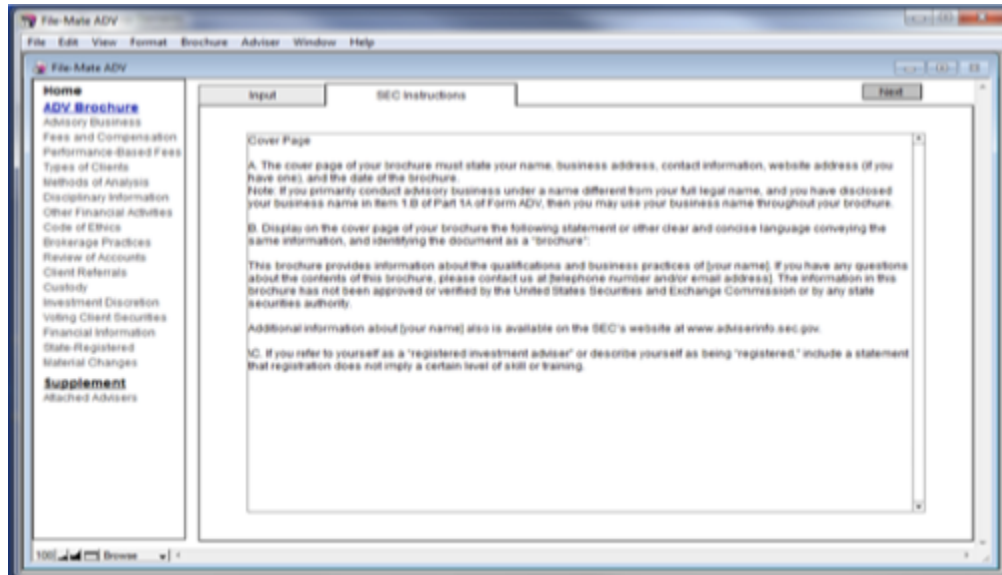 File-Mate ADV
File Edit View Format Brochure Adviser Window Help
File-Mate ADV
Home
ADV Brochure
Advisory Business
Fees and Compensation
Performance-Based Fees
Types of Clients
Methods of Analysis
Disciplinary Information
Other Financial Activities
Code of Ethics
Brokerage Practices
Review of Accounts
Client Referrals
Custody
Investment Discretion
Voting Client Securities
Financial Information
State-Registered
Material Changes
Supplement
Attached Advisers
Input
SEC Instructions
Next
Cover Page
A. The cover page of your brochure must state your name, business address, contact information, website address (if you
have one), and the date of the brochure.
Note: If you primarily conduct advisory business under a name different from your full legal name, and you have disclosed
your business name in Item 1.B of Part 1A of Form ADV, then you may use your business name throughout your brochure.
B. Display on the cover page of your brochure the following statement or other clear and concise language conveying the
same information, and identifying the document as a "brochure":
This brochure provides information about the qualifications and business practices of [your name]. If you have any questions
about the contents of this brochure, please contact us at [telephone number and/or email address]. The information in this
brochure has not been approved or verified by the United States Securities and Exchange Commission or by any state
securities authority.
Additional information about [your name] also is available on the SEC's website at www.adviserinfo.sec.gov.
\C. If you refer to yourself as a "registered investment adviser" or describe yourself as being "registered," include a statement
that registration does not imply a certain level of skill or training.
100 Browse